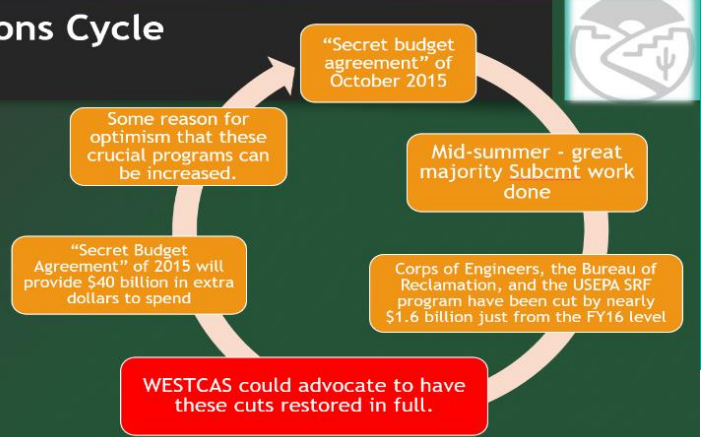 ons Cycle
“Secret budget
agreement” of
October 2015
Mid-summer - great
majority Subcmt work
done
Corps of Engineers, the Bureau of
Reclamation, and the USEPA SRF
program have been cut by nearly
$1.6 billion just from the FY16 level
WESTCAS could advocate to have
these cuts restored in full.
“Secret Budget
Agreement” of 2015 will
provide $40 billion in extra
dollars to spend
Some reason for
optimism that these
crucial programs can
be increased.